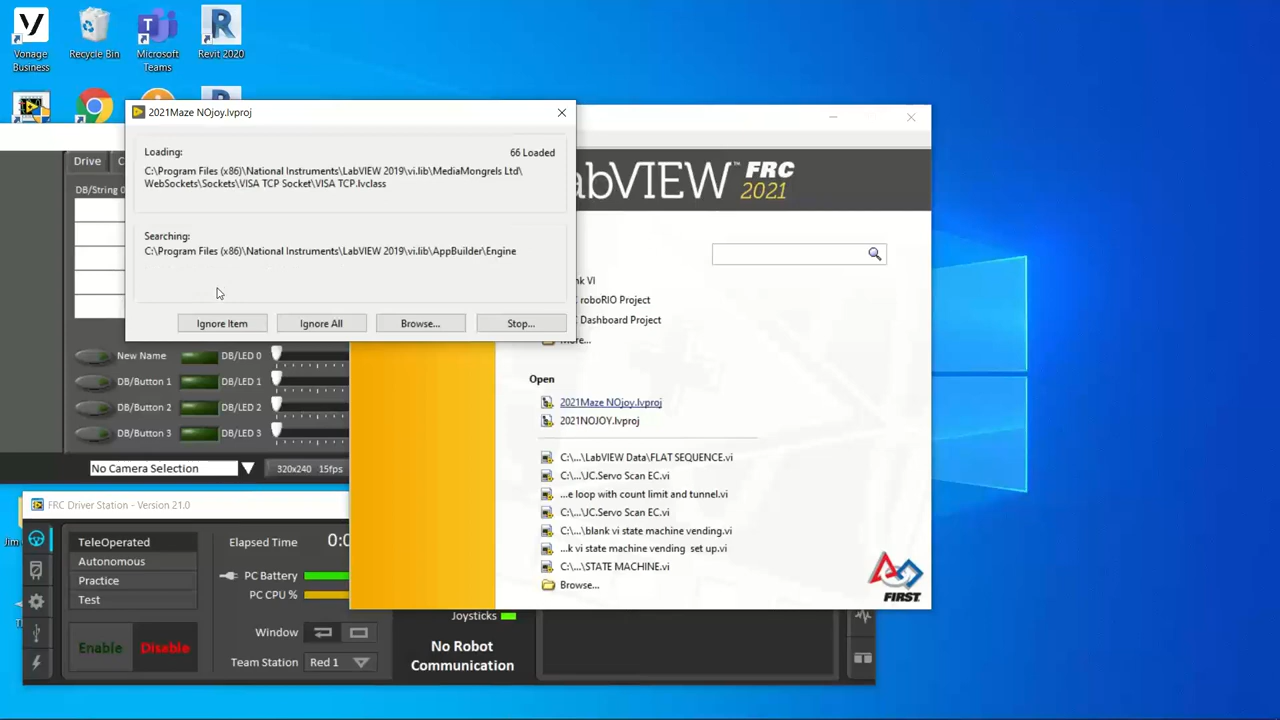 Vonage
Business
Recycle Bin
Microsoft
Teams
Revit 2020
2021Maze NOjoy.lvproj
Loading:
66 Loaded
C:\Program Files (x86)\National Instruments\LabVIEW 2019\vi.lib\MediaMongrels Ltd\
WebSockets\Sockets\VISA TCP Socket\VISA TCP.lvclass
Searching:
C:\Program Files (x86)\National Instruments\LabVIEW 2019\vi.lib\AppBuilder\Engine
Ignore Item
Ignore All
Browse...
Stop...
abVIEW™ FRC
2021
nk VI
C roboRIO Project
C Dashboard Project
More...
Open
2021Maze NOjoy.lvproj
2021NOJOY.lvproj
C:\...\LabVIEW Data\FLAT SEQUENCE.vi
C:\...\JC.Servo Scan EC.vi
...e loop with count limit and tunnel.vi
C:\...\JC.Servo Scan EC.vi
C:\...\blank vi state machine vending.vi
...k vi state machine vending set up.vi
C:\...\STATE MACHINE.vi
Browse...
FIRST
Drive
C
DB/String 0
New Name
DB/LED 0
DB/Button 1
DB/LED 1
DB/Button 2
DB/LED 2
DB/Button 3
DB/LED 3
No Camera Selection
320x240 15fps
FRC Driver Station - Version 21.0
TeleOperated
Autonomous
Practice
Test
Enable
Disable
Elapsed Time
0:0
PC Battery
PC CPU %
Window
Team Station
Red 1
Joysticks
No Robot
Communication